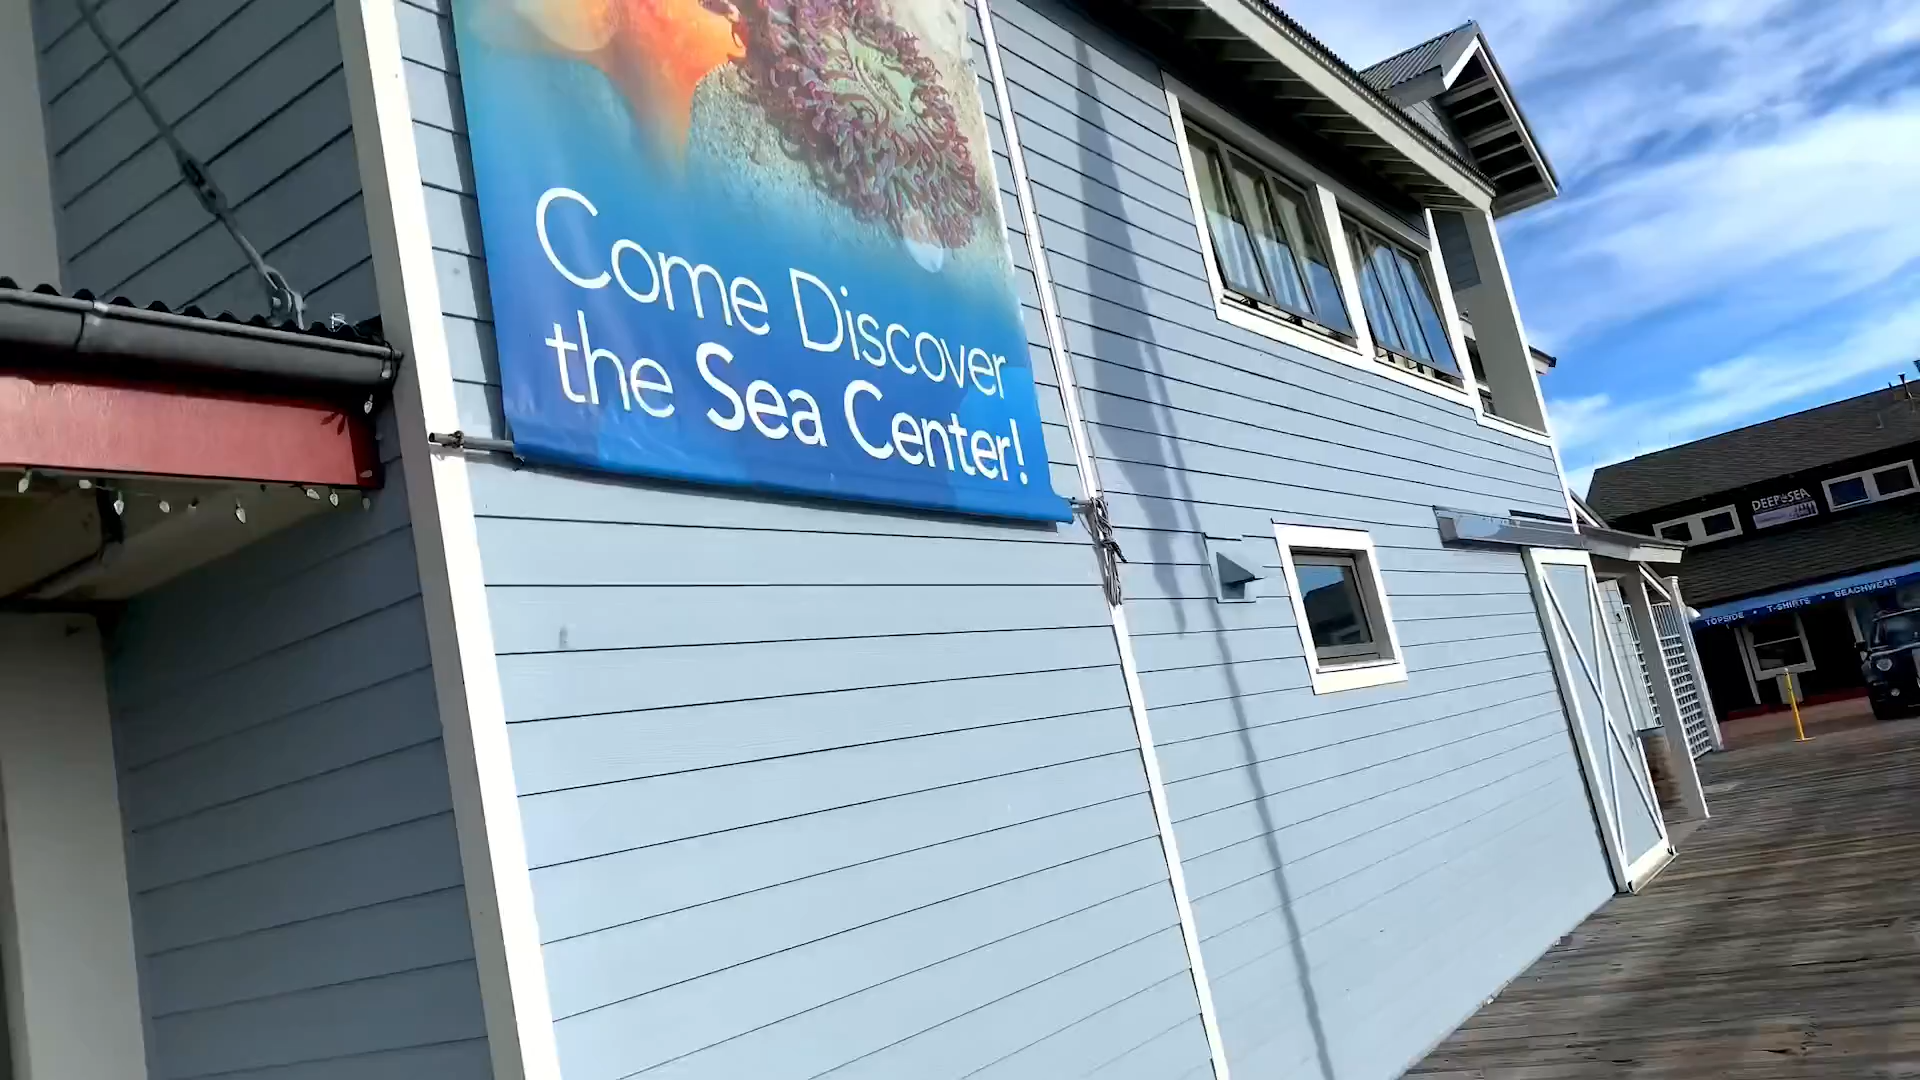 Come Discover
the Sea Center!
DEEP SEA
TOPSIDE • T-SHIRTS • BEACHWEAR